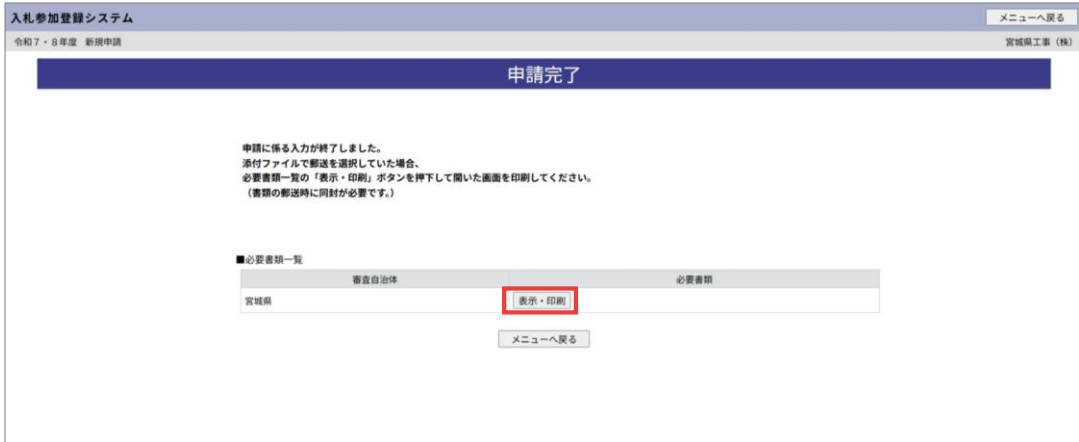 入札参加登録システム
メニューへ戻る
令和7・8年度 新規申請
宮城県工事（株）
申請完了
申請に係る入力が終了しました。
添付ファイルで郵送を選択していた場合、
必要書類一覧の「表示・印刷」ボタンを押下して開いた画面を印刷してください。
（書類の郵送時に同封が必要です。）
■必要書類一覧
審査自治体 必要書類
宮城県 表示・印刷
メニューへ戻る